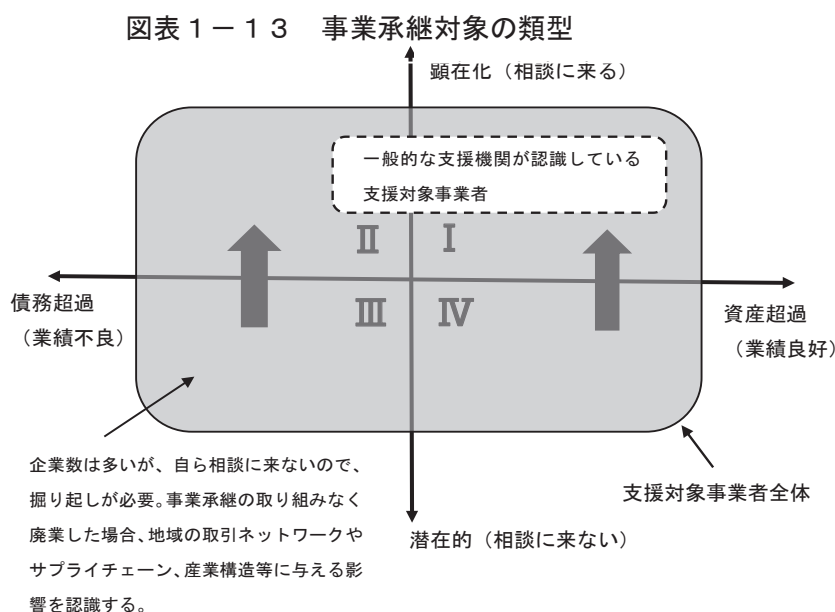 図表１－１３　事業承継対象の類型
顕在化（相談に来る）
一般的な支援機関が認識している
支援対象事業者
Ⅱ
Ⅰ
債務超過
（業績不良）
Ⅲ
Ⅳ
資産超過
（業績良好）
企業数は多いが、自ら相談に来ないので、
掘り起しが必要。事業承継の取り組みなく
廃業した場合、地域の取引ネットワークや
サプライチェーン、産業構造等に与える影
響を認識する。
支援対象事業者全体
潜在的（相談に来ない）